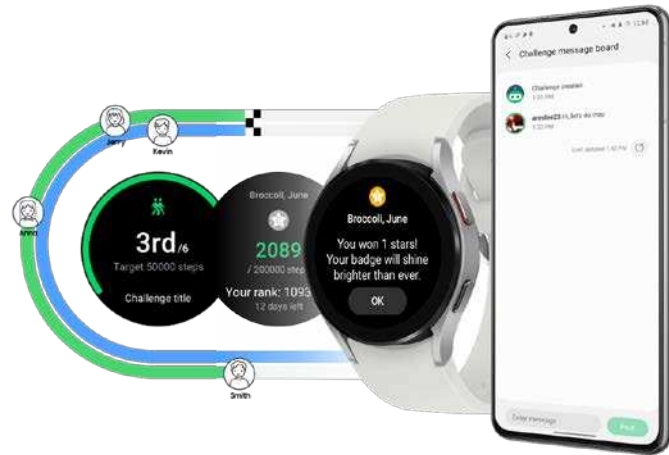 Jerry
Kevin
Anna
Smith
3rd/6
Target 50000 steps
Challenge title
Broccoli, June
2089
/ 200000 step
Your rank: 1093
12 days left
Broccoli, June
You won 1 stars!
Your badge will shine
brighter than ever.
OK
Challenge message board
Challenge created
Enter message
Post